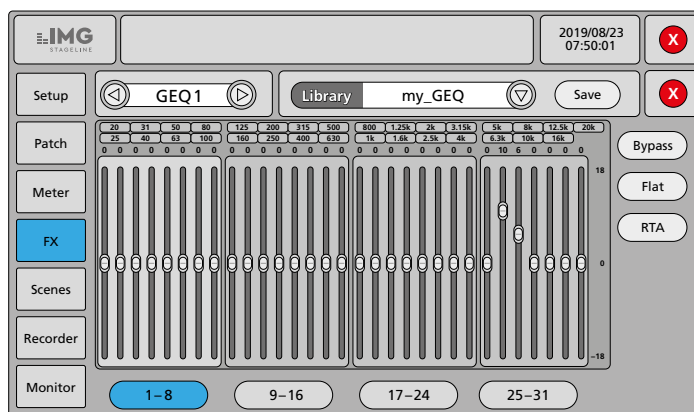 IMG
STAGELINE
2019/08/23
07:50:01
X
Setup
GEQ1
Library
my_GEQ
Save
X
20 31 50 80 125 200 315 500 800 1.25k 2k 3.15k 5k 8k 12.5k 20k
25 40 63 100 160 250 400 630 1k 1.6k 2.5k 4k 6.3k 10k 16k
0 0 0 0 0 0 0 0 0 0 0 0 0 0 0 0 0 0 0 0 0 0 0 0 0 10 6 0 0 0 0
Patch
Bypass
18
Meter
Flat
RTA
FX
0
Scenes
Recorder
-18
Monitor
1–8
9–16
17–24
25–31